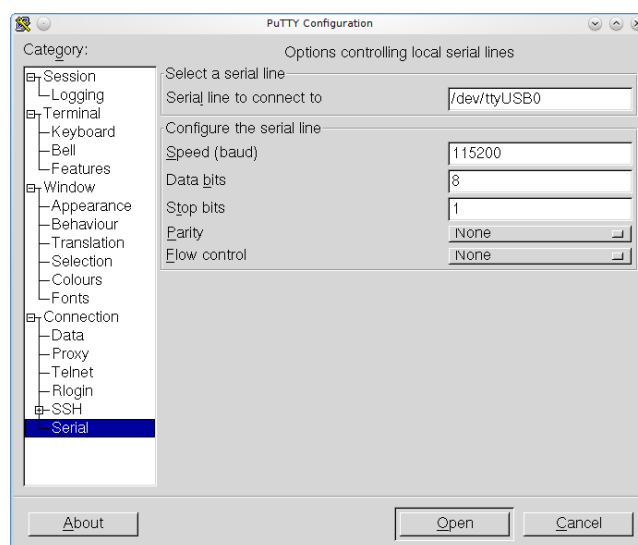 PuTTY Configuration
Category:
Options controlling local serial lines
Session
Logging
Terminal
Keyboard
Bell
Features
Window
Appearance
Behaviour
Translation
Selection
Colours
Fonts
Connection
Data
Proxy
Telnet
Rlogin
SSH
Serial
Select a serial line
Serial line to connect to /dev/ttyUSB0
Configure the serial line
Speed (baud) 115200
Data bits 8
Stop bits 1
Parity None
Flow control None
About Open Cancel